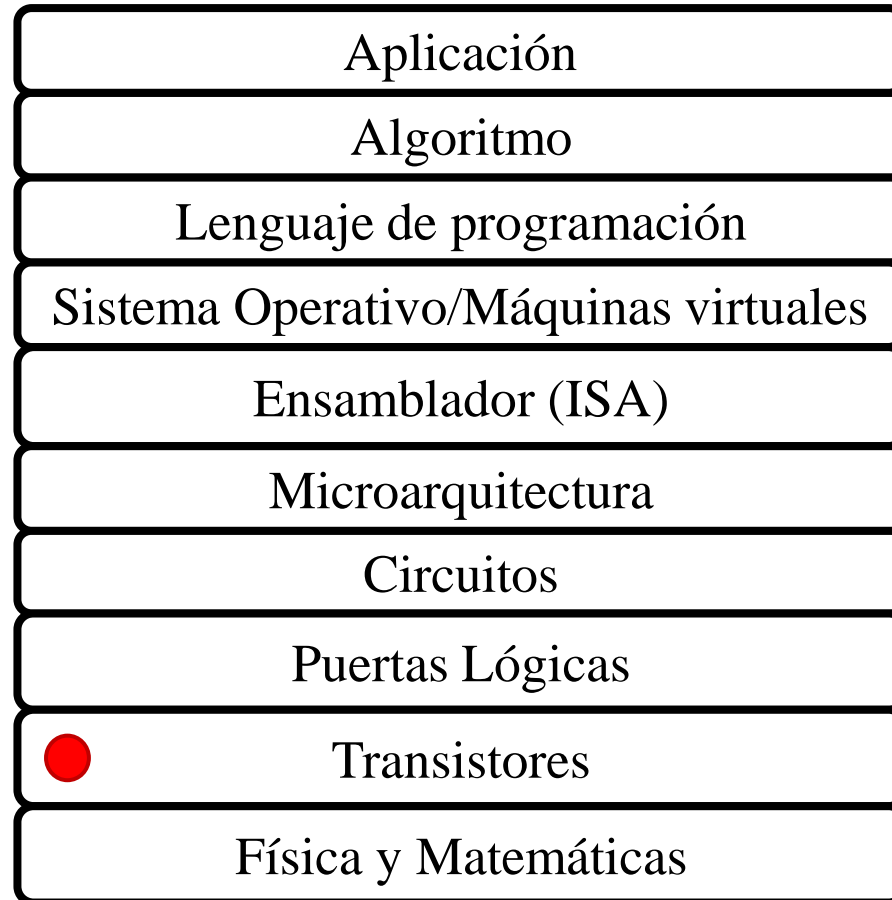 Aplicación
Algoritmo
Lenguaje de programación
Sistema Operativo/Máquinas virtuales
Ensamblador (ISA)
Microarquitectura
Circuitos
Puertas Lógicas
Transistores
Física y Matemáticas